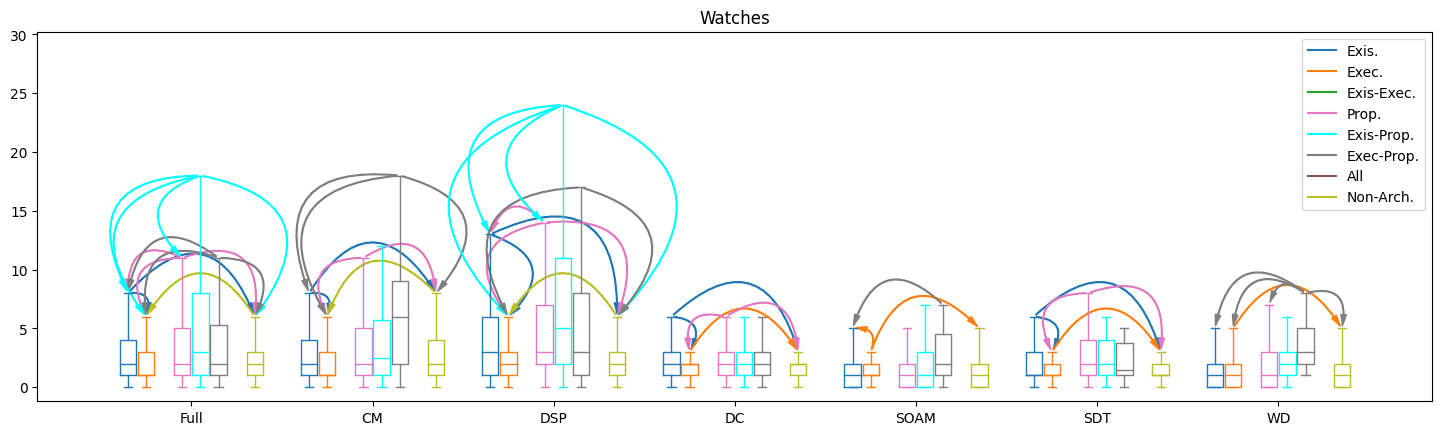 Watches
30
25
20
15
10
5
0
Exis.
Exec.
Exis-Exec.
Prop.
Exis-Prop.
Exec-Prop.
All
Non-Arch.
Full CM DSP DC SOAM SDT WD